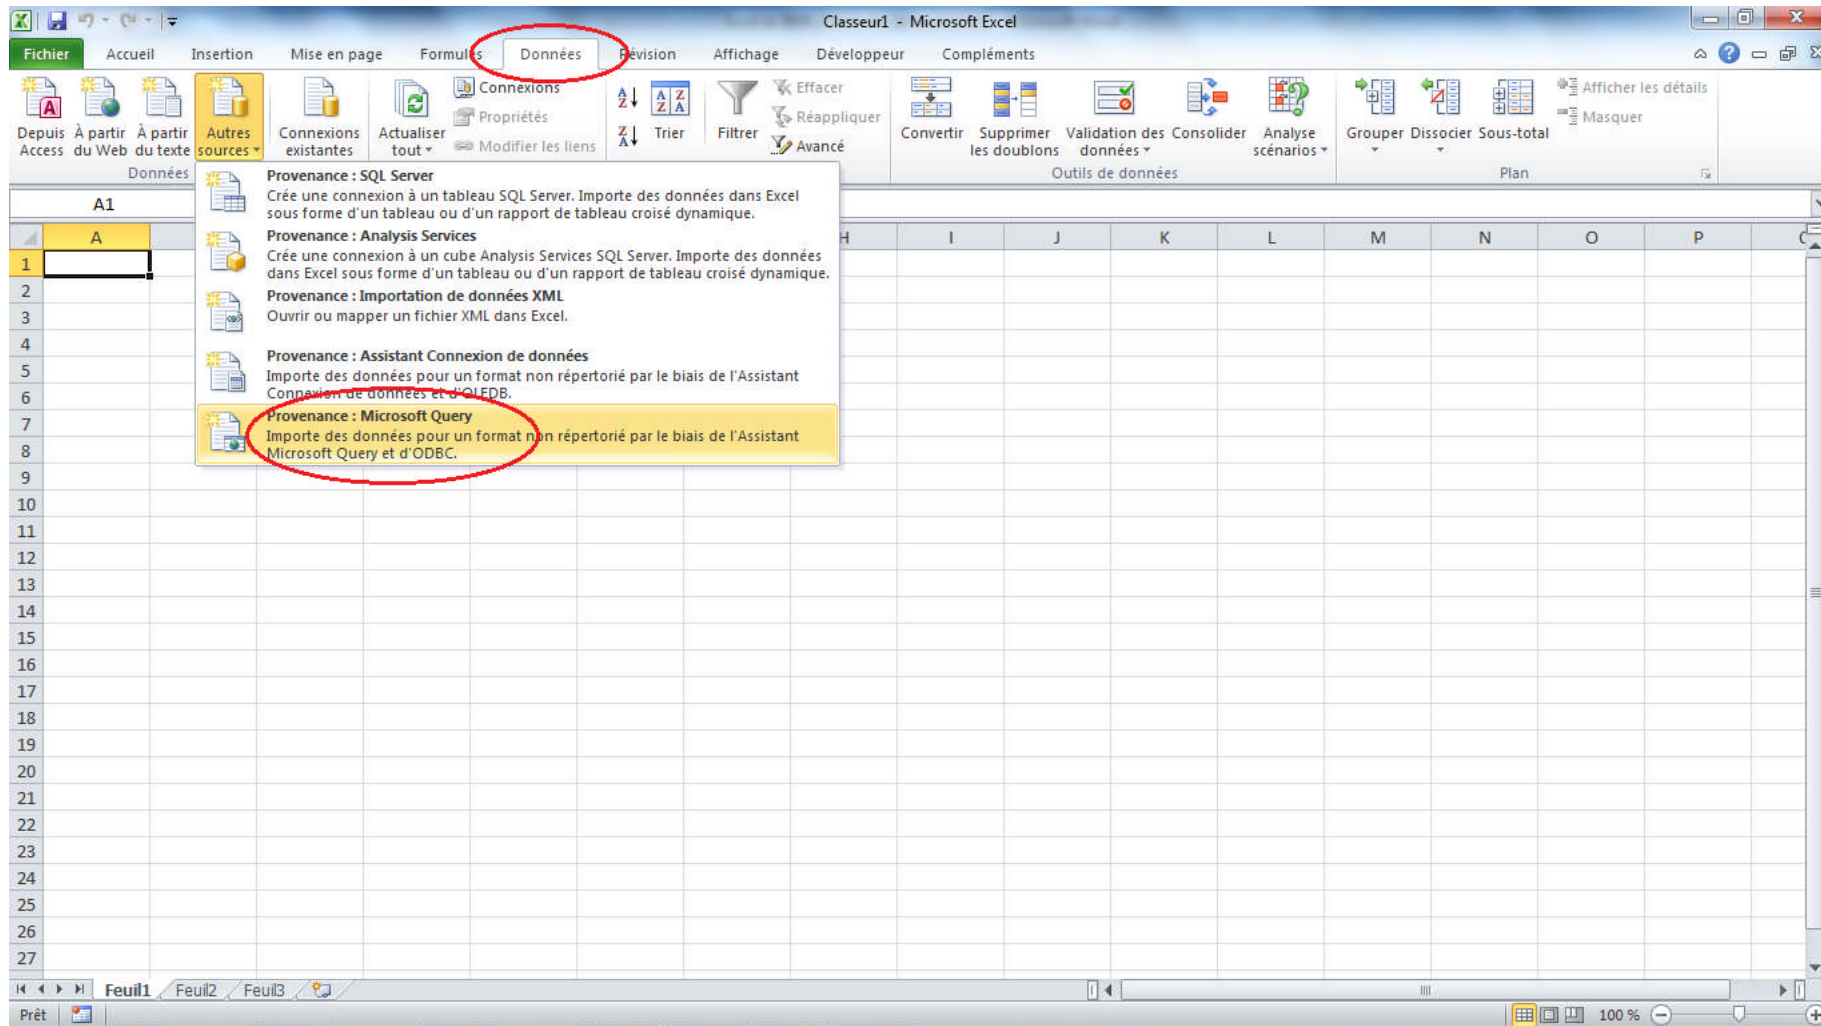 Classeur1 - Microsoft Excel
Fichier Accueil Insertion Mise en page Formules Données Révision Affichage Développeur Compléments
Depuis Access
À partir du Web
À partir du texte
Autres sources
Connexions existantes
Actualiser tout
Connexions
Propriétés
Modifier les liens
Trier
Filtrer
Effacer
Réappliquer
Avancé
Convertir
Supprimer les doublons
Validation des données
Consolider
Analyse scénarios
Grouper
Dissocier
Sous-total
Afficher les détails
Masquer
Données
Outils de données
Plan
A1
Provenance : SQL Server
Crée une connexion à un tableau SQL Server. Importe des données dans Excel
sous forme d'un tableau ou d'un rapport de tableau croisé dynamique.
Provenance : Analysis Services
Crée une connexion à un cube Analysis Services SQL Server. Importe des données
dans Excel sous forme d'un tableau ou d'un rapport de tableau croisé dynamique.
Provenance : Importation de données XML
Ouvrir ou mapper un fichier XML dans Excel.
Provenance : Assistant Connexion de données
Importe des données pour un format non répertorié par le biais de l'Assistant
Connexion de données et d'OLEDB.
Provenance : Microsoft Query
Importe des données pour un format non répertorié par le biais de l'Assistant
Microsoft Query et d'ODBC.
A H I J K L M N O P
1
2
3
4
5
6
7
8
9
10
11
12
13
14
15
16
17
18
19
20
21
22
23
24
25
26
27
Feuil1 Feuil2 Feuil3
Prêt
100 %